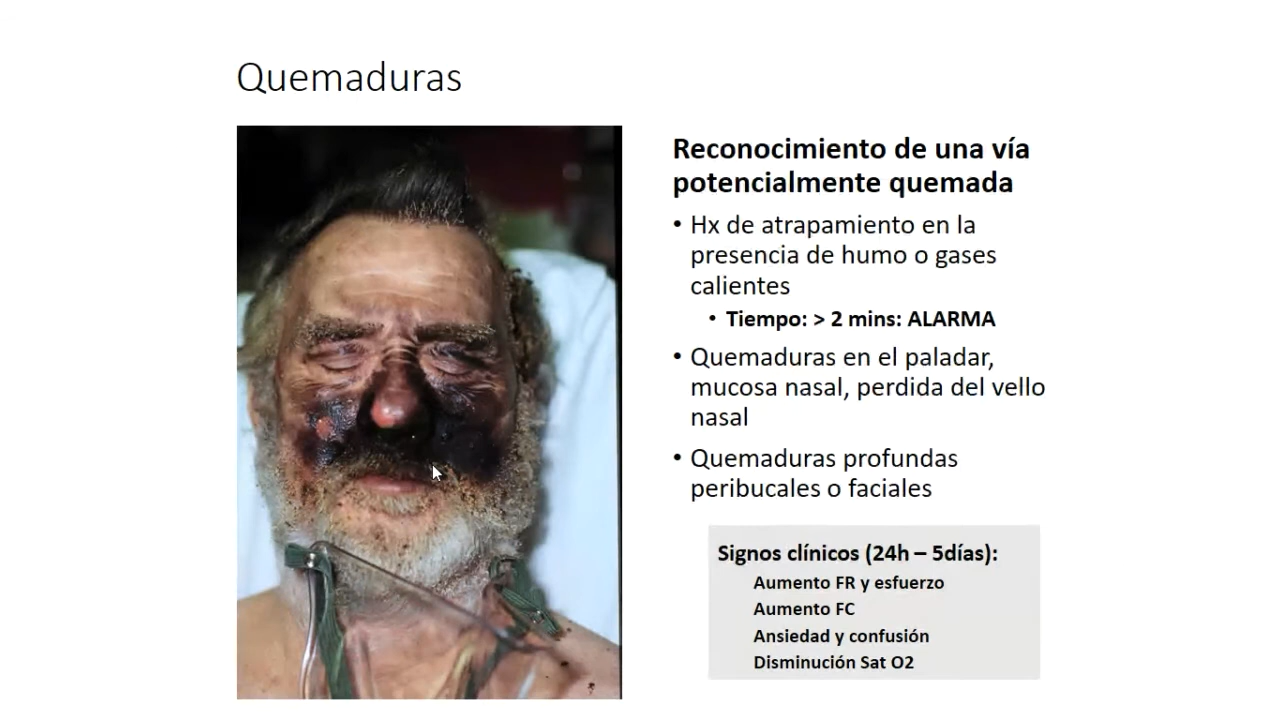 Quemaduras
Reconocimiento de una vía
potencialmente quemada
• Hx de atrapamiento en la
presencia de humo o gases
calientes
• Tiempo: > 2 mins: ALARMA
• Quemaduras en el paladar,
mucosa nasal, perdida del vello
nasal
• Quemaduras profundas
peribucales o faciales
Signos clínicos (24h – 5días):
Aumento FR y esfuerzo
Aumento FC
Ansiedad y confusión
Disminución Sat O2